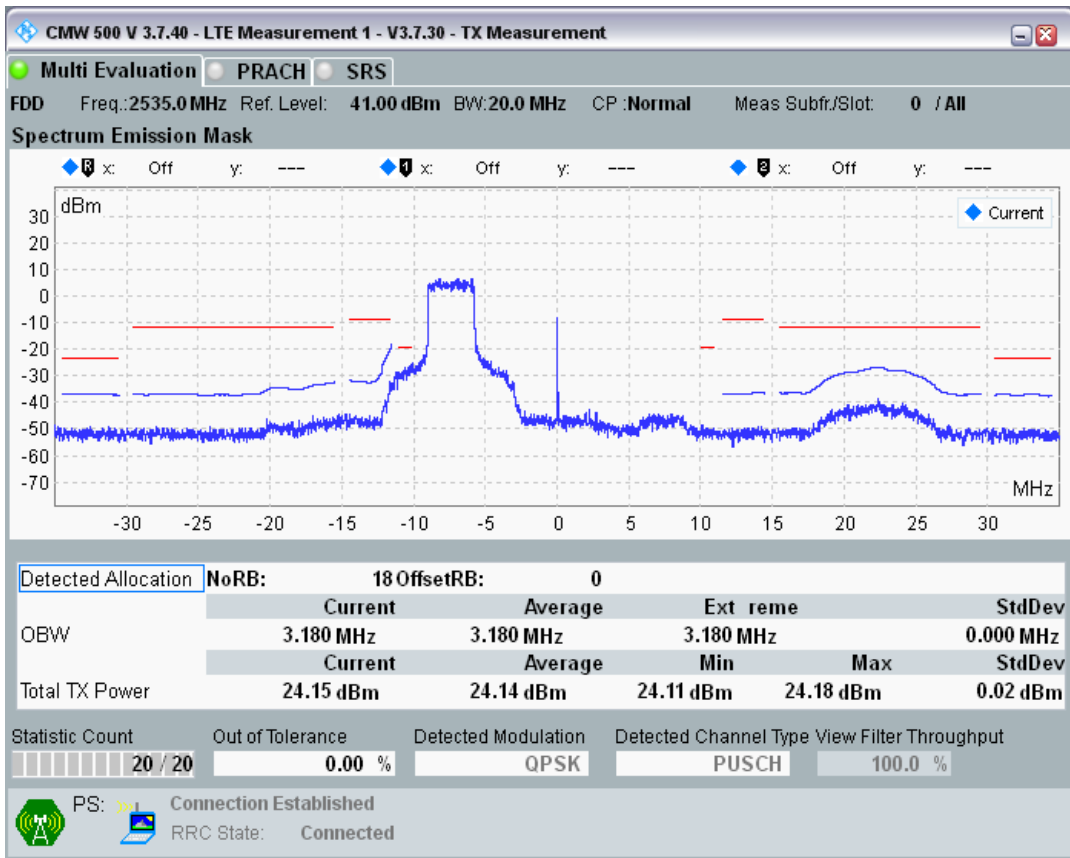 CMW 500 V 3.7.40 - LTE Measurement 1 - V3.7.30 - TX Measurement
Multi Evaluation PRACH SRS
FDD Freq.:2535.0 MHz Ref. Level: 41.00 dBm BW:20.0 MHz CP :Normal Meas Subfr./Slot: 0 / All
Spectrum Emission Mask
R x: Off y: --- 1 x: Off y: --- 2 x: Off y: ---
dBm
Current
30
20
10
0
-10
-20
-30
-40
-50
-60
-70
MHz
-30 -25 -20 -15 -10 -5 0 5 10 15 20 25 30
Detected Allocation NoRB: 18 OffsetRB: 0
Current Average Ext reme StdDev
OBW 3.180 MHz 3.180 MHz 3.180 MHz 0.000 MHz
Current Average Min Max StdDev
Total TX Power 24.15 dBm 24.14 dBm 24.11 dBm 24.18 dBm 0.02 dBm
Statistic Count Out of Tolerance Detected Modulation Detected Channel Type View Filter Throughput
20 / 20 0.00 % QPSK PUSCH 100.0 %
PS: Connection Established
RRC State: Connected